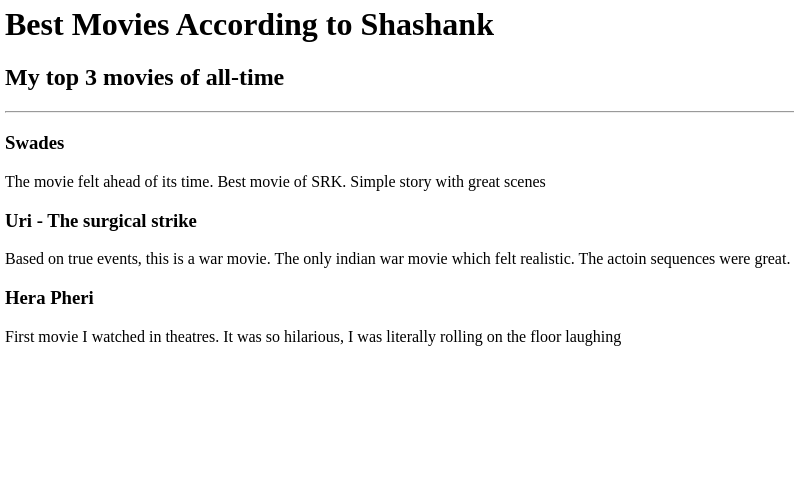 Best Movies According to Shashank
My top 3 movies of all-time
Swades
The movie felt ahead of its time. Best movie of SRK. Simple story with great scenes
Uri - The surgical strike
Based on true events, this is a war movie. The only indian war movie which felt realistic. The actoin sequences were great.
Hera Pheri
First movie I watched in theatres. It was so hilarious, I was literally rolling on the floor laughing